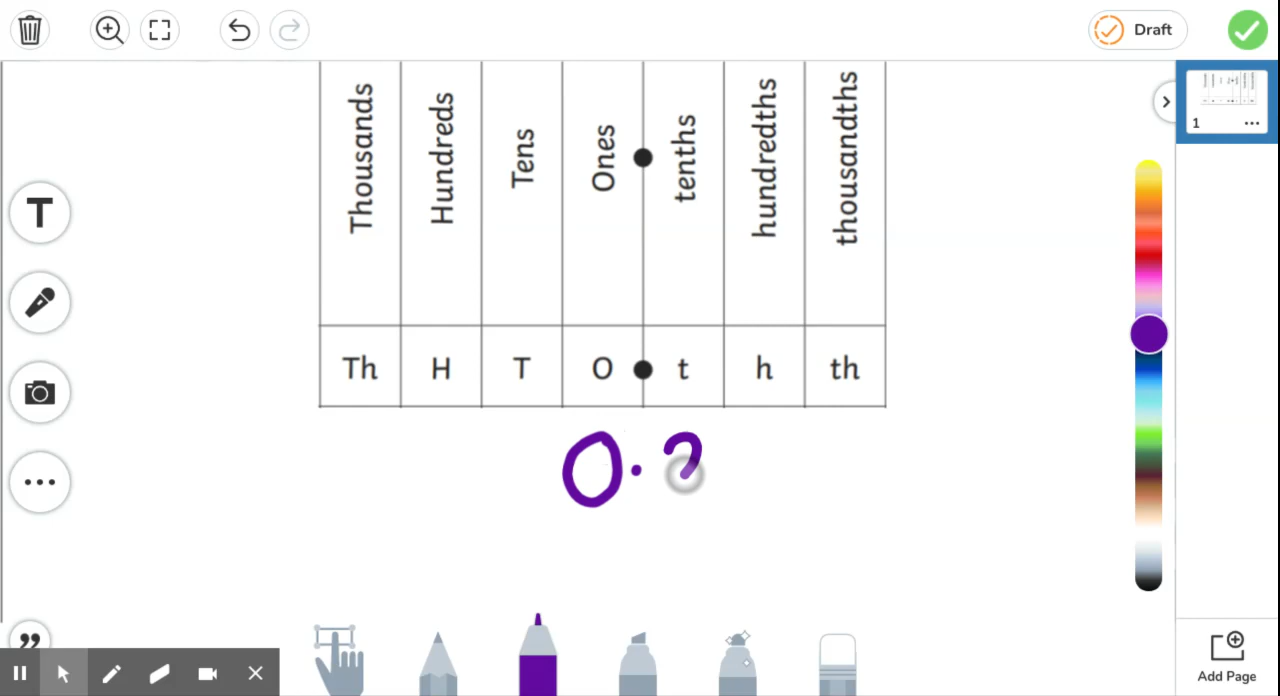 Draft
Thousands Hundreds Tens Ones tenths hundredths thousandths
1 ...
T
Th H T O t h th
0.
Add Page